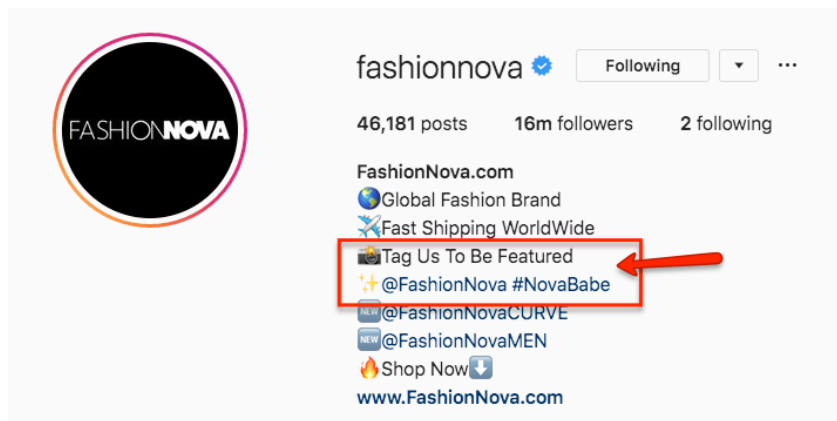 FASHIONNOVA
fashionnova Following ...
46,181 posts 16m followers 2 following
FashionNova.com
🌎Global Fashion Brand
✈️Fast Shipping WorldWide
📸Tag Us To Be Featured
✨@FashionNova #NovaBabe
🆕@FashionNovaCURVE
🆕@FashionNovaMEN
🔥Shop Now⬇️
www.FashionNova.com